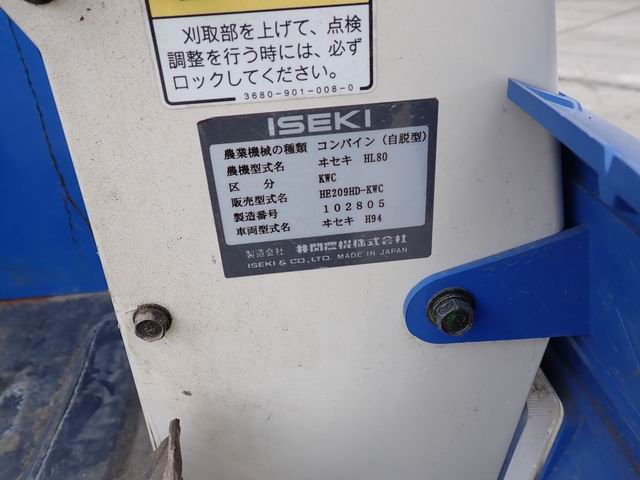 刈取部を上げて、点検
調整を行う時には、必ず
ロックしてください。
3680-901-008-0
ISEKI
農業機械の種類 コンバイン（自脱型）
農機型式名 ヰセキ HL80
区分 KWC
販売型式名 HE209HD-KWC
製造番号 102805
車両型式名 ヰセキ H94
製造会社 井関農機株式会社
ISEKI & CO., LTD. MADE IN JAPAN